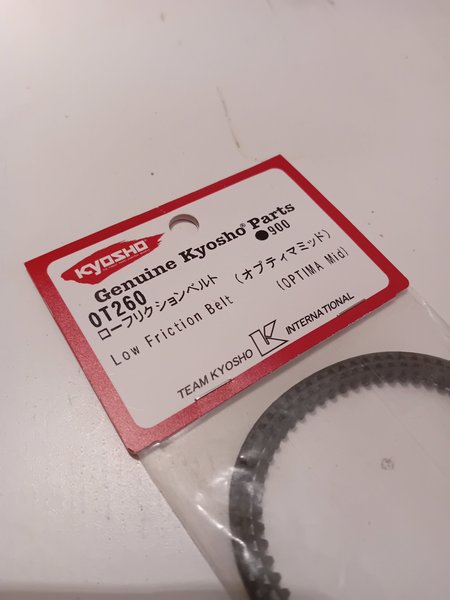 KYOSHO
Genuine Kyosho® Parts
OT260 ●900
ローフリクションベルト (オプティマミッド)
Low Friction Belt (OPTIMA Mid)
TEAM KYOSHO K INTERNATIONAL